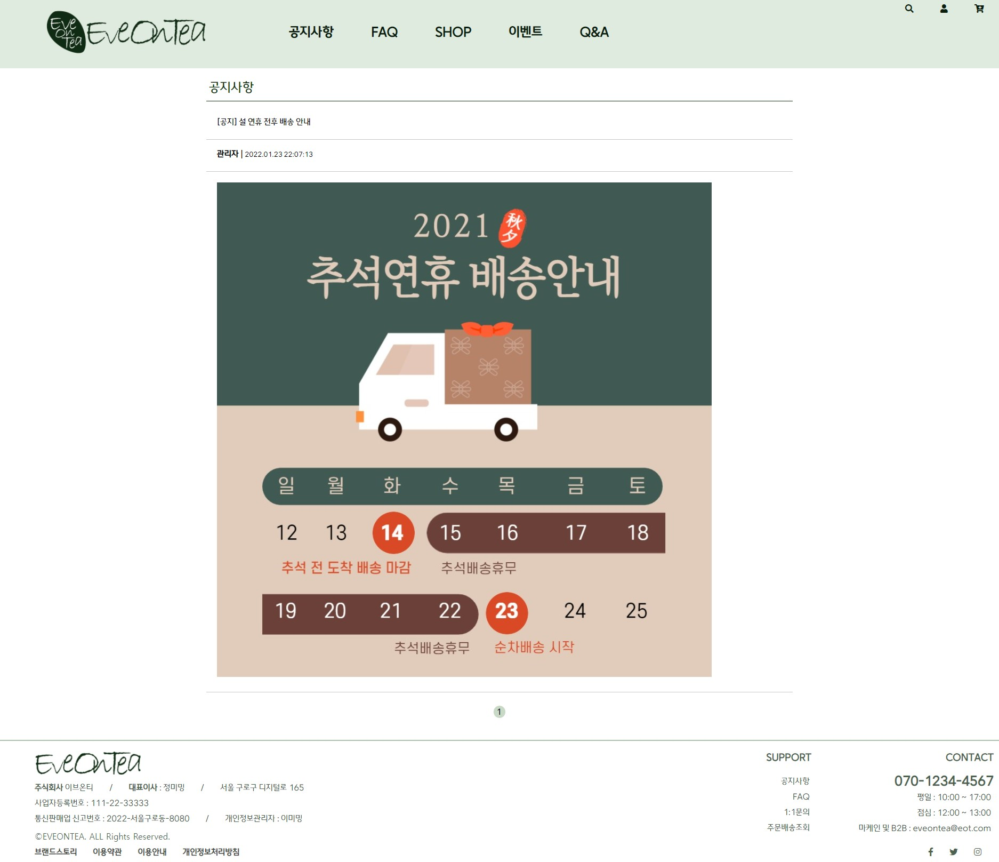 Eve
On
Tea
EveOnTea
공지사항 FAQ SHOP 이벤트 Q&A
공지사항
[공지] 설 연휴 전후 배송 안내
관리자 | 2022.01.23 22:07:13
2021 秋夕
추석연휴 배송안내
일 월 화 수 목 금 토
12 13 14 15 16 17 18
추석 전 도착 배송 마감 추석배송휴무
19 20 21 22 23 24 25
추석배송휴무 순차배송 시작
1
EveOnTea
주식회사 이브온티 / 대표이사 : 정미밍 / 서울 구로구 디지털로 165
사업자등록번호 : 111-22-33333
통신판매업 신고번호 : 2022-서울구로동-8080 / 개인정보관리자 : 이미밍
©EVEONTEA. ALL Rights Reserved.
브랜드스토리 이용약관 이용안내 개인정보처리방침
SUPPORT
공지사항
FAQ
1:1문의
주문배송조회
CONTACT
070-1234-4567
평일 : 10:00 ~ 17:00
점심 : 12:00 ~ 13:00
마케인 및 B2B : eveontea@eot.com